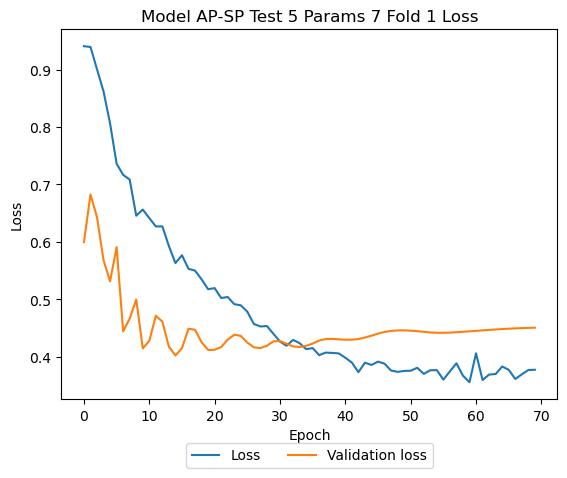 Model AP-SP Test 5 Params 7 Fold 1 Loss
0.9
0.8
0.7
0.6
0.5
0.4
Loss
0 10 20 30 40 50 60 70
Epoch
Loss Validation loss